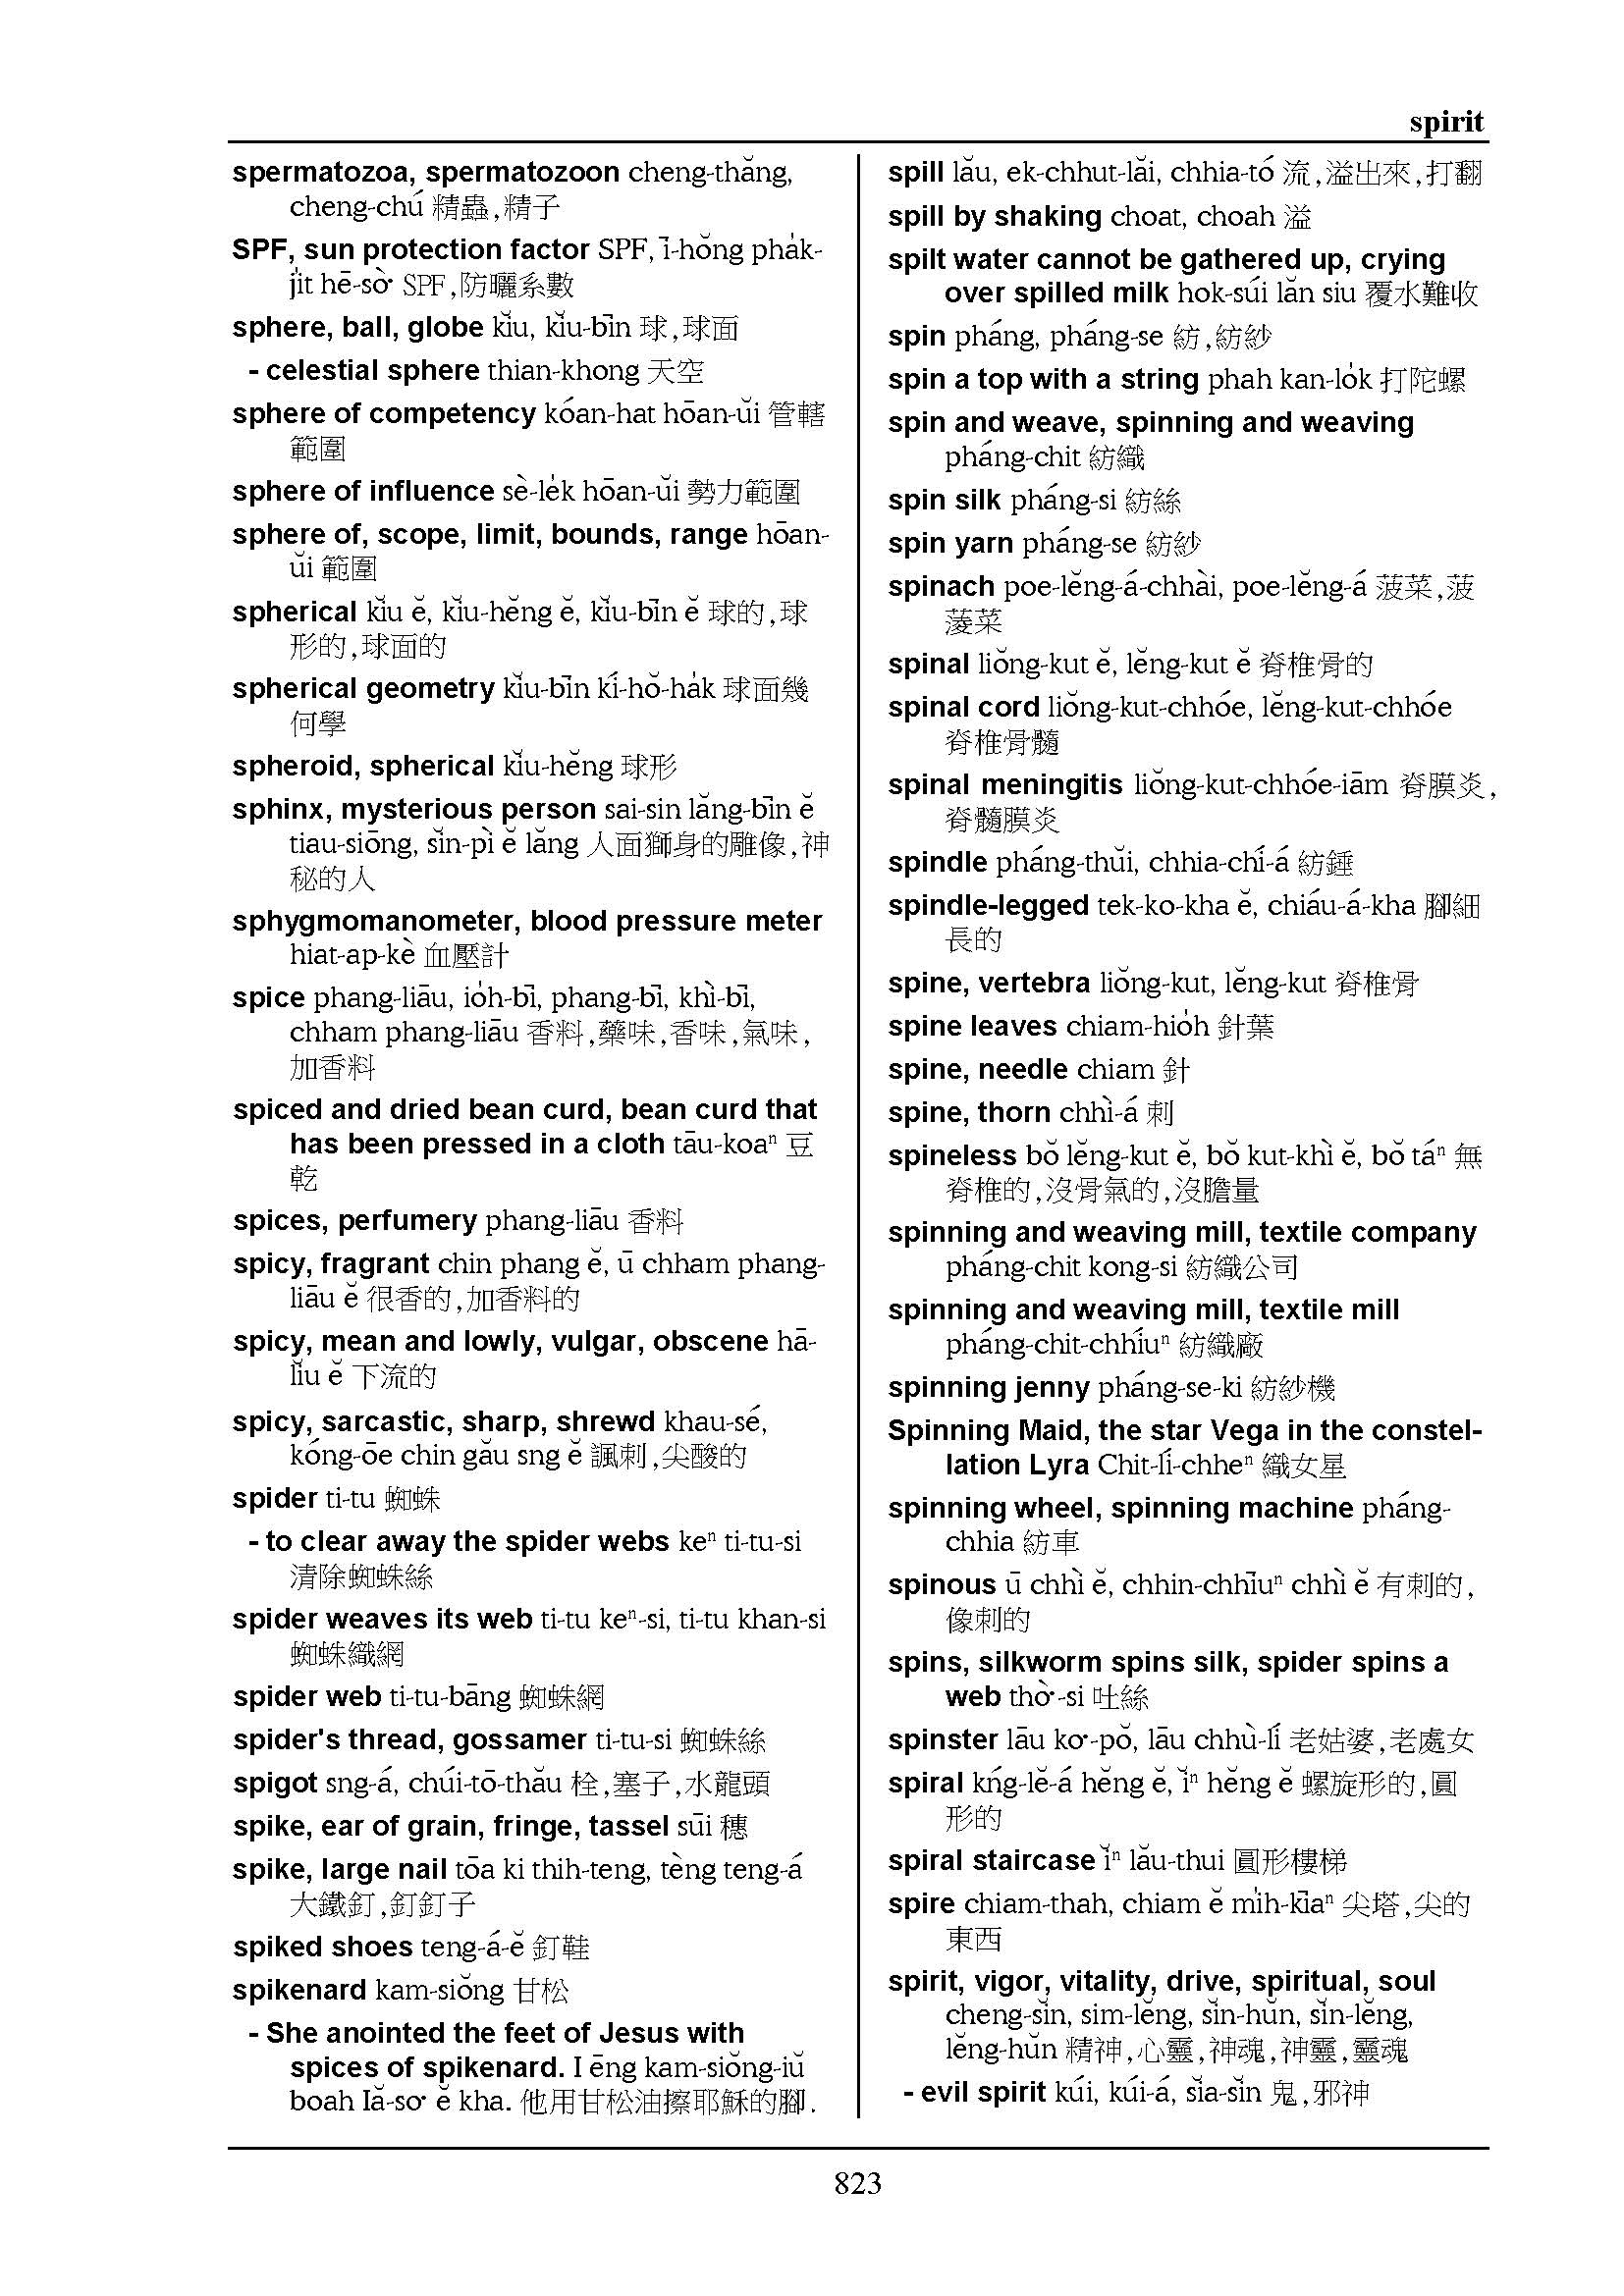 spirit
spermatozoa, spermatozoon cheng-thăng,
cheng-chú 精蟲,精子
SPF, sun protection factor SPF, ī-hŏng pha̍k-
ji̍t hē-sò͘ SPF,防曬系數
sphere, ball, globe kĭu, kĭu-bīn 球,球面
- celestial sphere thian-khong 天空
sphere of competency kóan-hat hōan-ŭi 管轄
範圍
sphere of influence sè-le̍k hōan-ŭi 勢力範圍
sphere of, scope, limit, bounds, range hōan-
ŭi 範圍
spherical kĭu ĕ, kĭu-hĕng ĕ, kĭu-bīn ĕ 球的,球
形的,球面的
spherical geometry kĭu-bīn kí-hŏ-ha̍k 球面幾
何學
spheroid, spherical kĭu-hĕng 球形
sphinx, mysterious person sai-sin lăng-bīn ĕ
tiau-siōng, sĭn-pì ĕ lăng 人面獅身的雕像,神
秘的人
sphygmomanometer, blood pressure meter
hiat-ap-kè 血壓計
spice phang-liāu, io̍h-bī, phang-bī, khì-bī,
chham phang-liāu 香料,藥味,香味,氣味,
加香料
spiced and dried bean curd, bean curd that
has been pressed in a cloth tāu-koaⁿ 豆
乾
spices, perfumery phang-liāu 香料
spicy, fragrant chin phang ĕ, ū chham phang-
liāu ĕ 很香的,加香料的
spicy, mean and lowly, vulgar, obscene hā-
lĭu ĕ 下流的
spicy, sarcastic, sharp, shrewd khau-sé,
kóng-ōe chin gău sng ĕ 諷刺,尖酸的
spider ti-tu 蜘蛛
- to clear away the spider webs keⁿ ti-tu-si
清除蜘蛛絲
spider weaves its web ti-tu keⁿ-si, ti-tu khan-si
蜘蛛織網
spider web ti-tu-bāng 蜘蛛網
spider's thread, gossamer ti-tu-si 蜘蛛絲
spigot sng-á, chúi-tō-thău 栓,塞子,水龍頭
spike, ear of grain, fringe, tassel sūi 穗
spike, large nail tōa ki thih-teng, tèng teng-á
大鐵釘,釘釘子
spiked shoes teng-á-ĕ 釘鞋
spikenard kam-siŏng 甘松
- She anointed the feet of Jesus with
spices of spikenard. I ēng kam-siŏng-iŭ
boah Iă-so͘ ĕ kha. 他用甘松油擦耶穌的腳.
spill lău, ek-chhut-lăi, chhia-tó 流,溢出來,打翻
spill by shaking choat, choah 溢
spilt water cannot be gathered up, crying
over spilled milk hok-súi lăn siu 覆水難收
spin pháng, pháng-se 紡,紡紗
spin a top with a string phah kan-lo̍k 打陀螺
spin and weave, spinning and weaving
pháng-chit 紡織
spin silk pháng-si 紡絲
spin yarn pháng-se 紡紗
spinach poe-lĕng-á-chhài, poe-lĕng-á 菠菜,菠
薐菜
spinal liŏng-kut ĕ, lĕng-kut ĕ 脊椎骨的
spinal cord liŏng-kut-chhóe, lĕng-kut-chhóe
脊椎骨髓
spinal meningitis liŏng-kut-chhóe-iām 脊膜炎,
脊髓膜炎
spindle pháng-thŭi, chhia-chí-á 紡錘
spindle-legged tek-ko-kha ĕ, chiáu-á-kha 腳細
長的
spine, vertebra liŏng-kut, lĕng-kut 脊椎骨
spine leaves chiam-hio̍h 針葉
spine, needle chiam 針
spine, thorn chhì-á 刺
spineless bŏ lĕng-kut ĕ, bŏ kut-khì ĕ, bŏ táⁿ 無
脊椎的,沒骨氣的,沒膽量
spinning and weaving mill, textile company
pháng-chit kong-si 紡織公司
spinning and weaving mill, textile mill
pháng-chit-chhíuⁿ 紡織廠
spinning jenny pháng-se-ki 紡紗機
Spinning Maid, the star Vega in the constel-
lation Lyra Chit-lí-chheⁿ 織女星
spinning wheel, spinning machine pháng-
chhia 紡車
spinous ū chhì ĕ, chhin-chhīuⁿ chhì ĕ 有刺的,
像刺的
spins, silkworm spins silk, spider spins a
web thò͘-si 吐絲
spinster lāu ko͘-pŏ, lāu chhù-lí 老姑婆,老處女
spiral kńg-lĕ-á hĕng ĕ, ĭⁿ hĕng ĕ 螺旋形的,圓
形的
spiral staircase ĭⁿ lău-thui 圓形樓梯
spire chiam-thah, chiam ĕ mi̍h-kīaⁿ 尖塔,尖的
東西
spirit, vigor, vitality, drive, spiritual, soul
cheng-sĭn, sim-lĕng, sĭn-hŭn, sĭn-lĕng,
lĕng-hŭn 精神,心靈,神魂,神靈,靈魂
- evil spirit kúi, kúi-á, sĭa-sĭn 鬼,邪神
823